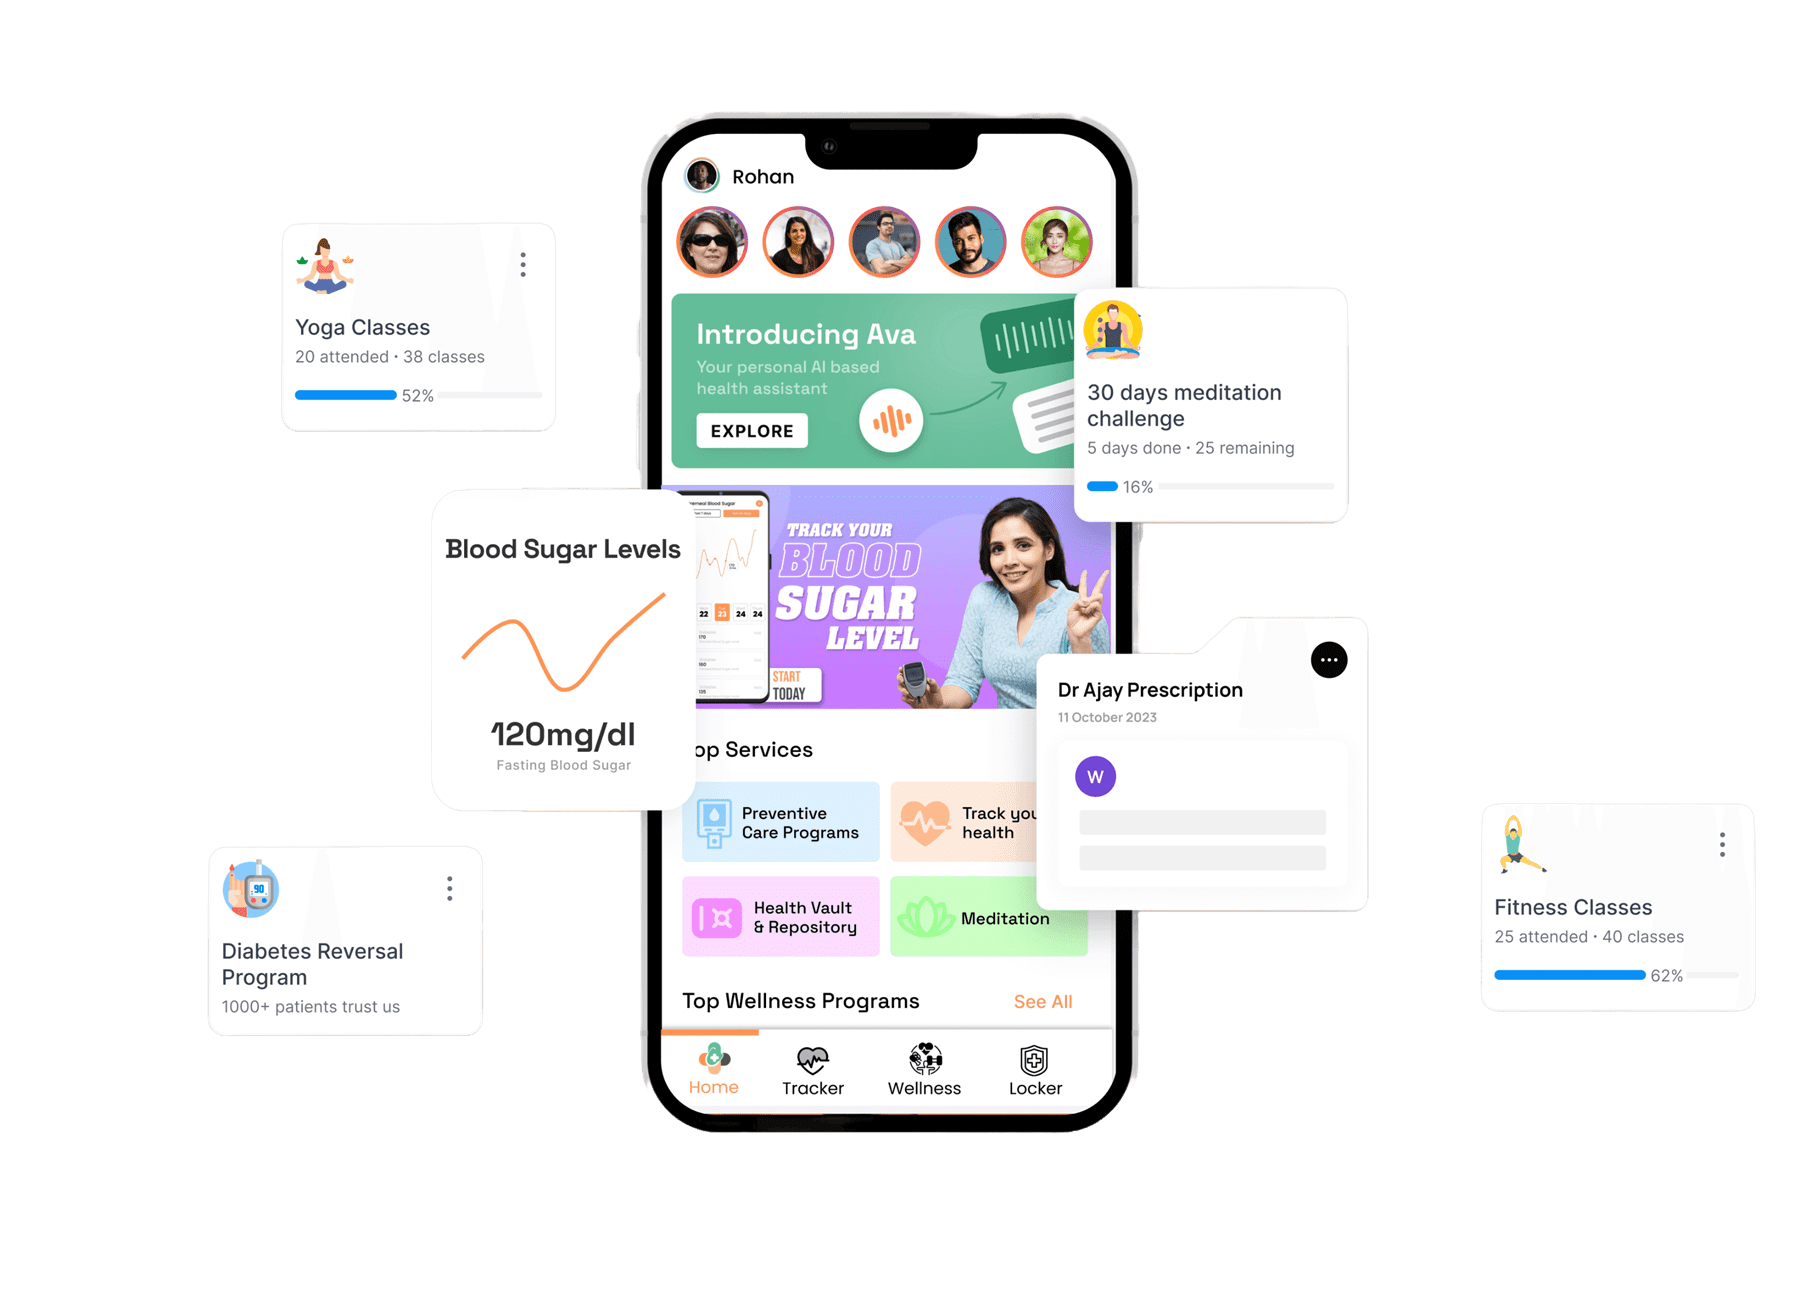 Rohan
Yoga Classes
20 attended • 38 classes
52%
Introducing Ava
Your personal AI based
health assistant
EXPLORE
30 days meditation
challenge
5 days done • 25 remaining
16%
Blood Sugar Levels
120mg/dl
Fasting Blood Sugar
Blood Sugar
22 23 24 24
TRACK YOUR
BLOOD
SUGAR
LEVEL
START
TODAY
Dr Ajay Prescription
11 October 2023
W
op Services
Preventive
Care Programs
Track you
health
Health Vault
& Repository
Meditation
Diabetes Reversal
Program
1000+ patients trust us
90
Fitness Classes
25 attended • 40 classes
62%
Top Wellness Programs
See All
Home
Tracker
Wellness
Locker